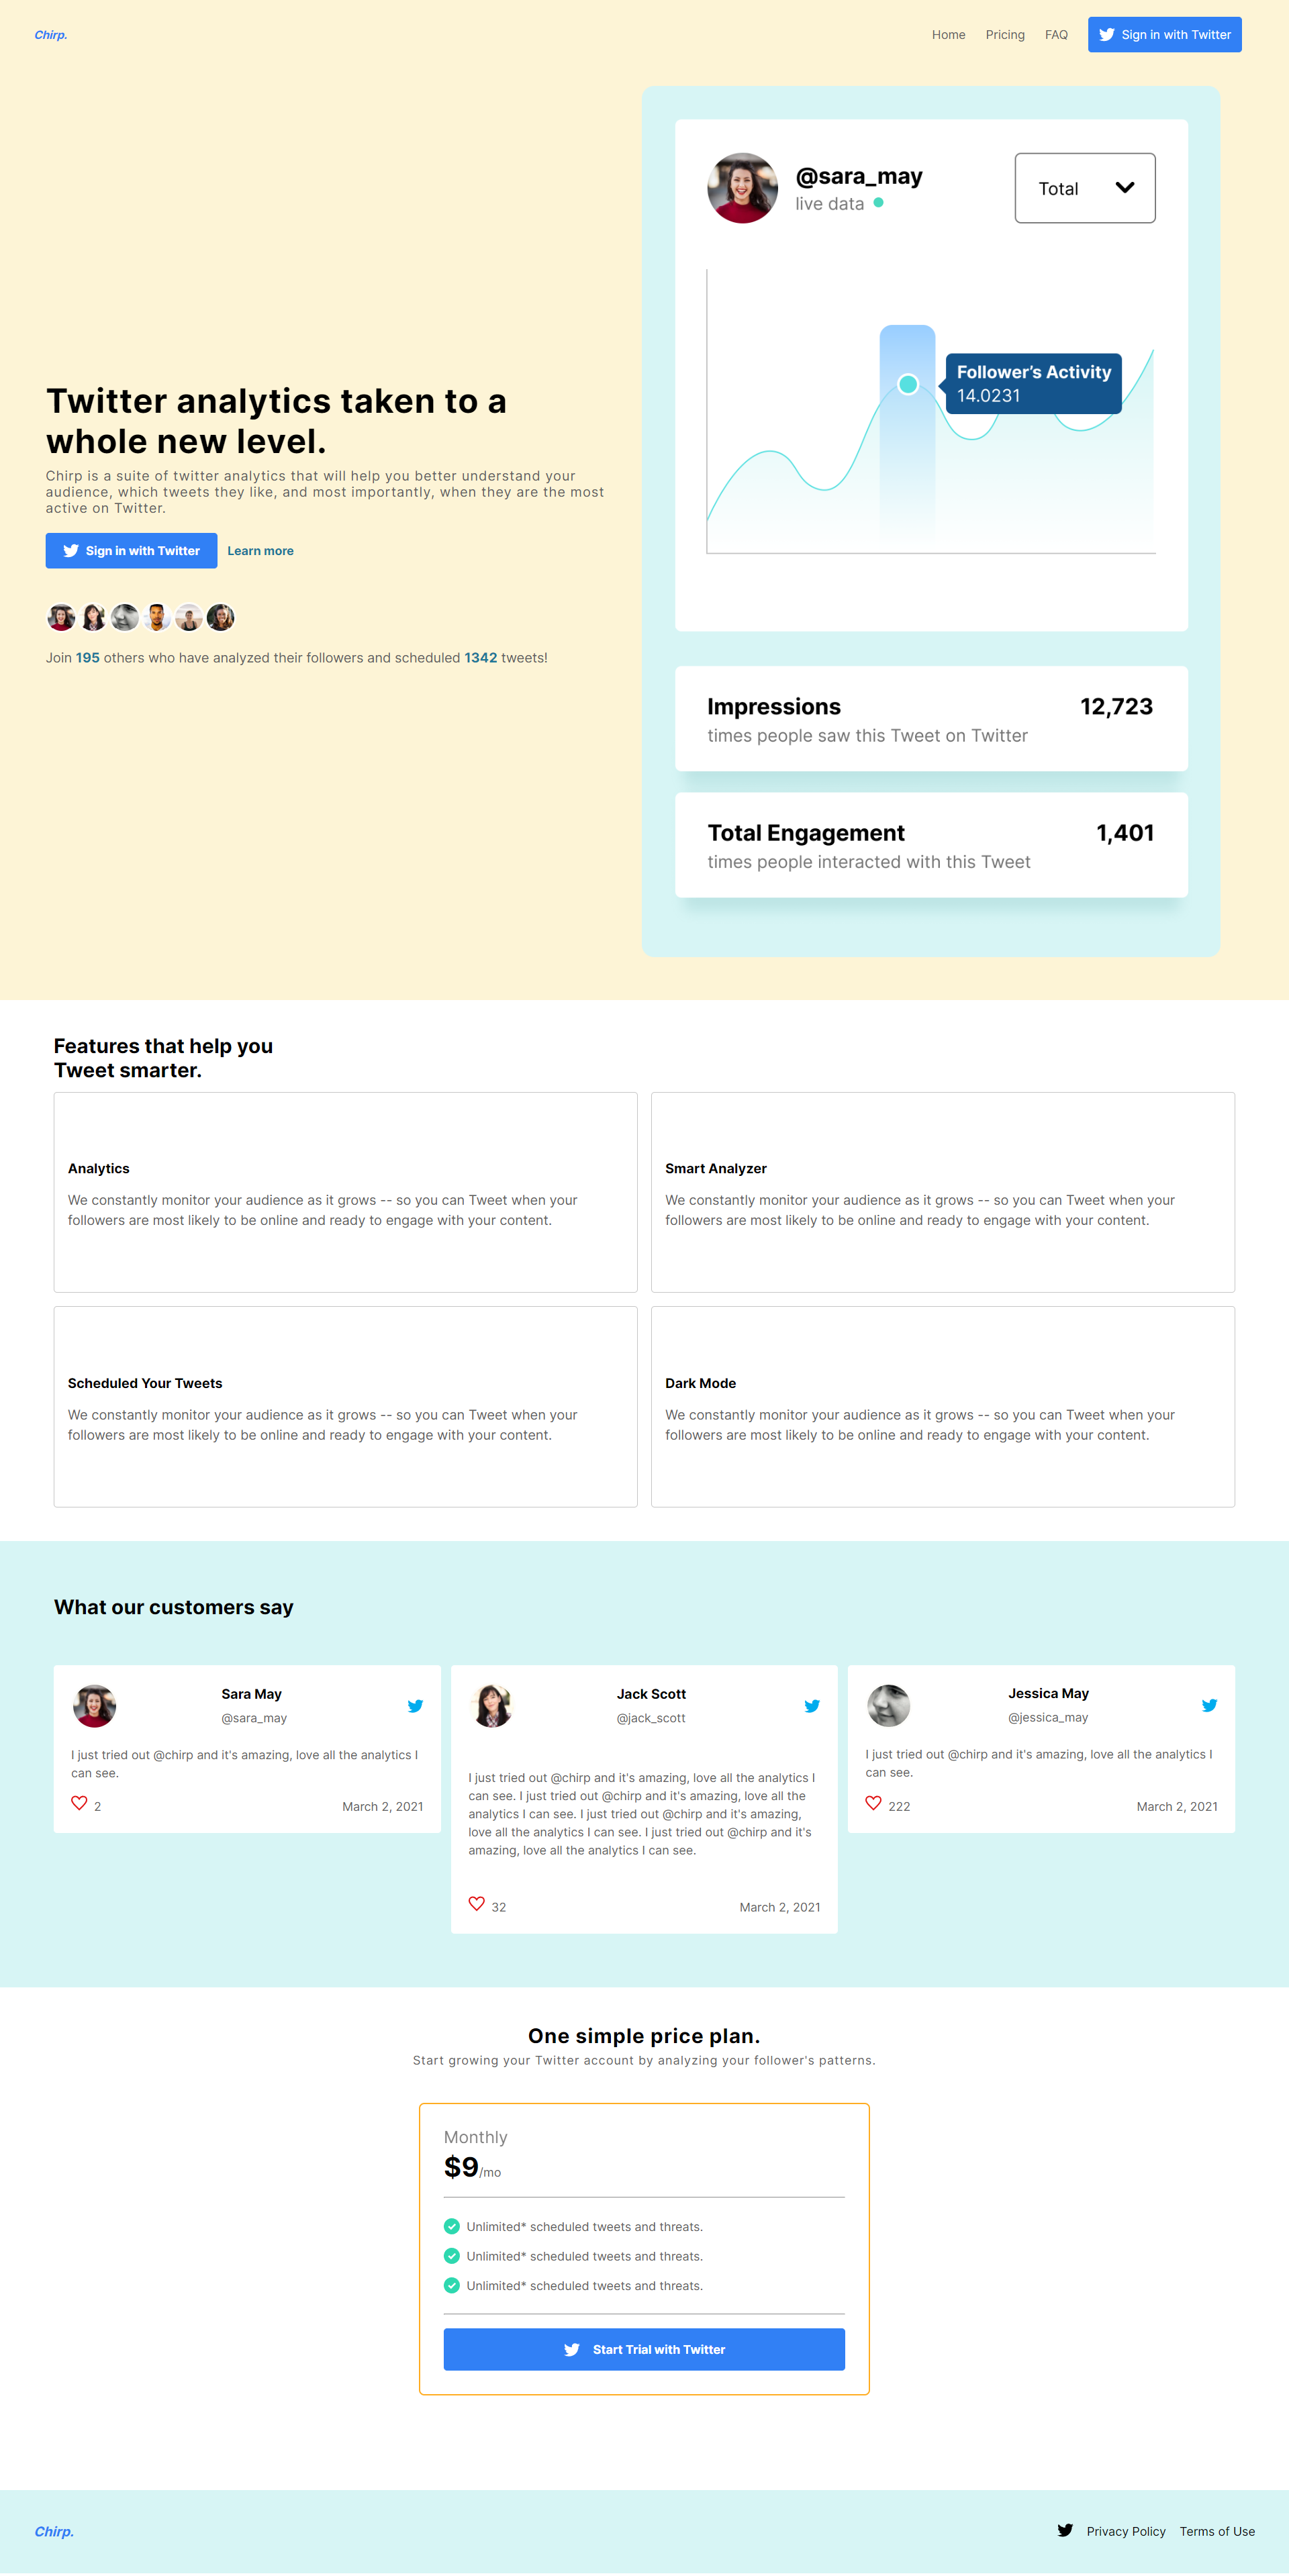 Chirp.
Home
Pricing
FAQ
Sign in with Twitter
Twitter analytics taken to a
whole new level.
Chirp is a suite of twitter analytics that will help you better understand your
audience, which tweets they like, and most importantly, when they are the most
active on Twitter.
Sign in with Twitter
Learn more
Join 195 others who have analyzed their followers and scheduled 1342 tweets!
@sara_may
live data
Total
Follower's Activity
14.0231
Impressions
12,723
times people saw this Tweet on Twitter
Total Engagement
1,401
times people interacted with this Tweet
Features that help you
Tweet smarter.
Analytics
We constantly monitor your audience as it grows -- so you can Tweet when your
followers are most likely to be online and ready to engage with your content.
Smart Analyzer
We constantly monitor your audience as it grows -- so you can Tweet when your
followers are most likely to be online and ready to engage with your content.
Scheduled Your Tweets
We constantly monitor your audience as it grows -- so you can Tweet when your
followers are most likely to be online and ready to engage with your content.
Dark Mode
We constantly monitor your audience as it grows -- so you can Tweet when your
followers are most likely to be online and ready to engage with your content.
What our customers say
Sara May
@sara_may
I just tried out @chirp and it's amazing, love all the analytics I
can see.
2
March 2, 2021
Jack Scott
@jack_scott
I just tried out @chirp and it's amazing, love all the analytics I
can see. I just tried out @chirp and it's amazing, love all the
analytics I can see. I just tried out @chirp and it's amazing,
love all the analytics I can see. I just tried out @chirp and it's
amazing, love all the analytics I can see.
32
March 2, 2021
Jessica May
@jessica_may
I just tried out @chirp and it's amazing, love all the analytics I
can see.
222
March 2, 2021
One simple price plan.
Start growing your Twitter account by analyzing your follower's patterns.
Monthly
$9/mo
Unlimited* scheduled tweets and threats.
Unlimited* scheduled tweets and threats.
Unlimited* scheduled tweets and threats.
Start Trial with Twitter
Chirp.
Privacy Policy
Terms of Use